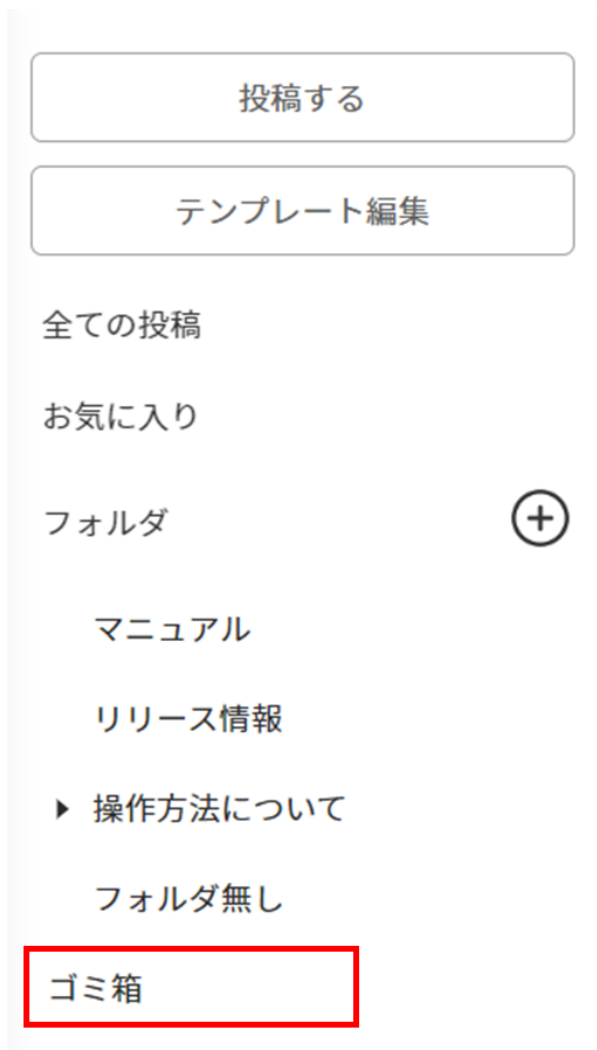 投稿する
テンプレート編集
全ての投稿
お気に入り
フォルダ
マニュアル
リリース情報
操作方法について
フォルダ無し
ゴミ箱